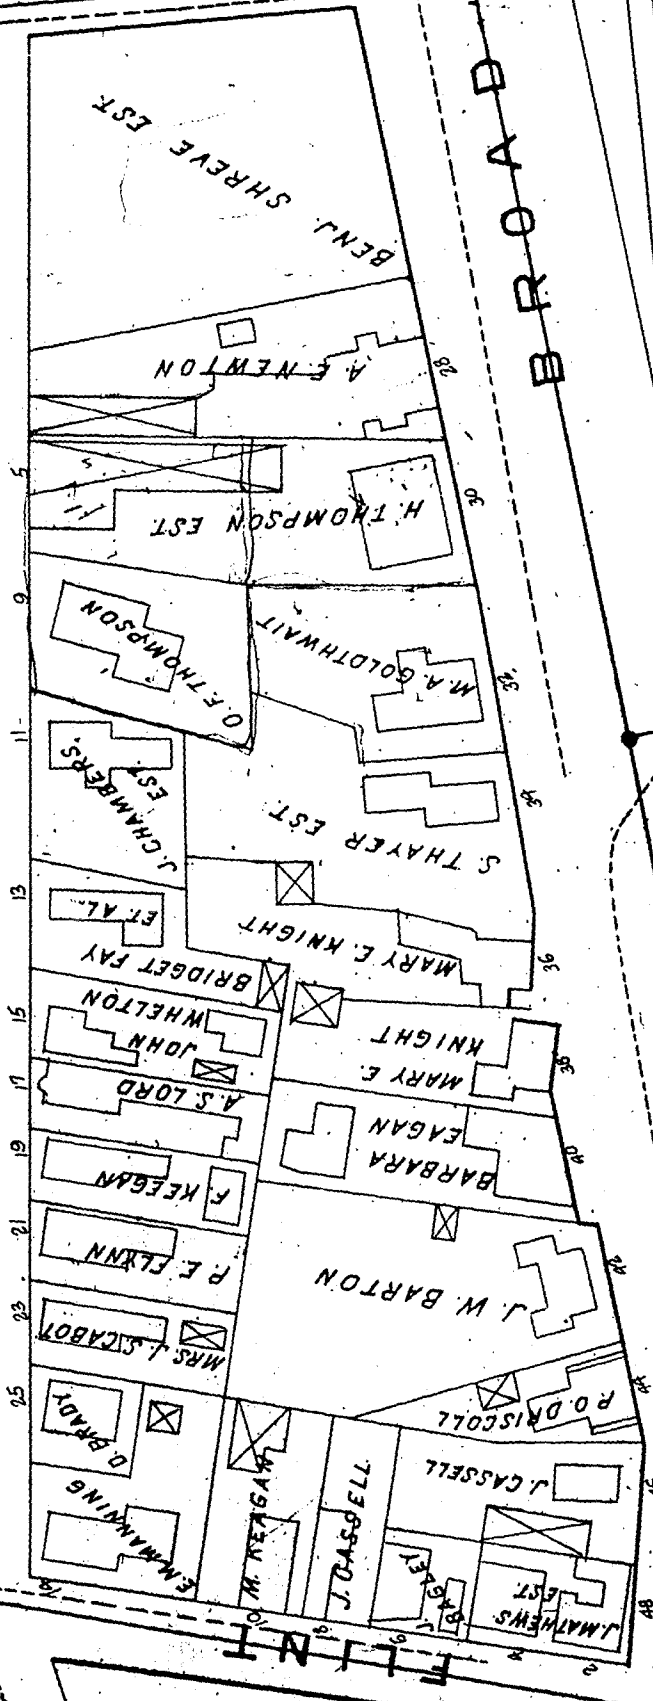 BROAD
BENJ. SHREVE EST.
A. E. NEWTON
28
5
H. THOMPSON EST.
30
9
O.F. THOMPSON
M. A. GOLDTHWAIT
32
11
J. CHAMBERS.
EST.
S. THAYER EST.
34
13
BRIDGET FAY
ET. AL.
MARY E. KNIGHT
36
15
JOHN
WHELTON
MARY E.
KNIGHT
38
17
A. S. LORD
BARBARA
EAGAN
40
19
F. KEEGAN
21
P. E. FLYNN
J. W. BARTON
42
23
MRS. J. S. CABOT
25
D. BRADY
P.O. DRISCOLL
44
E.M. MANNING
M. KEAGAN
J. CASSELL
J. CASSELL
J. BAGLEY
J. MATHEWS
EST.
48
10
8
6
4
2
FLINT